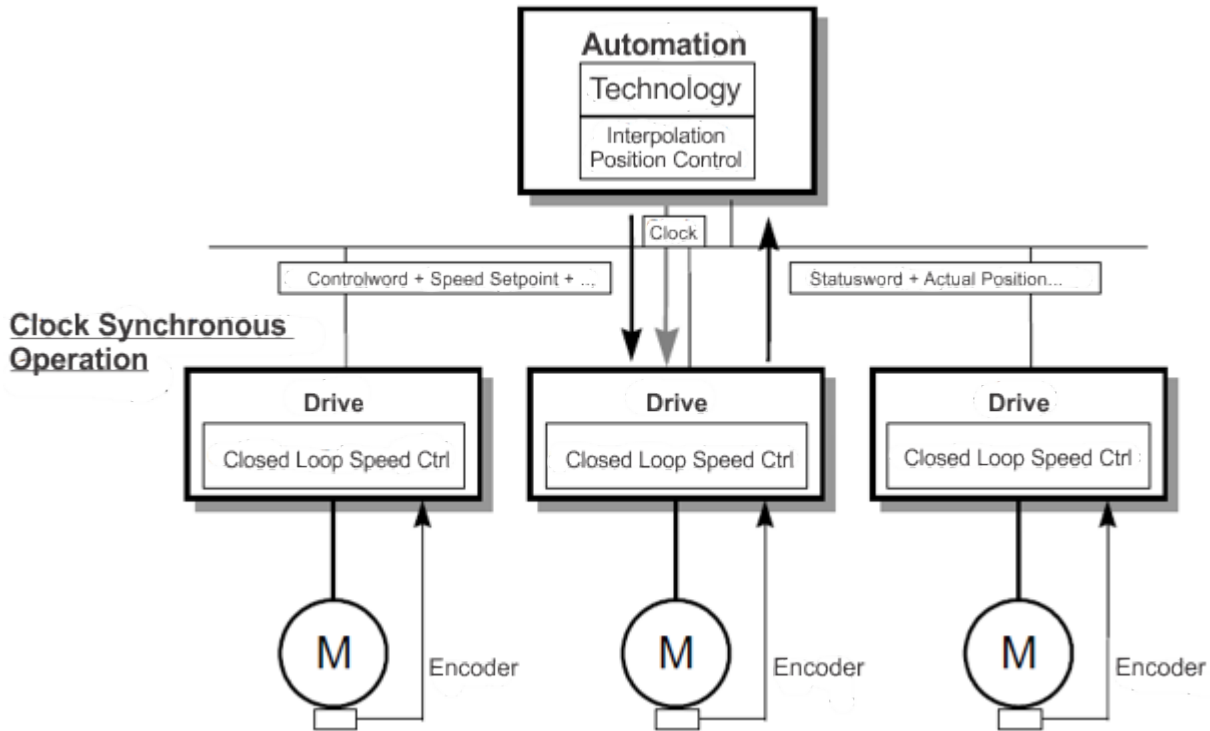 Automation
Technology
Interpolation
Position Control
Clock
Controlword + Speed Setpoint + ...
Statusword + Actual Position...
Clock Synchronous
Operation
Drive
Drive
Drive
Closed Loop Speed Ctrl
Closed Loop Speed Ctrl
Closed Loop Speed Ctrl
M
Encoder
M
Encoder
M
Encoder